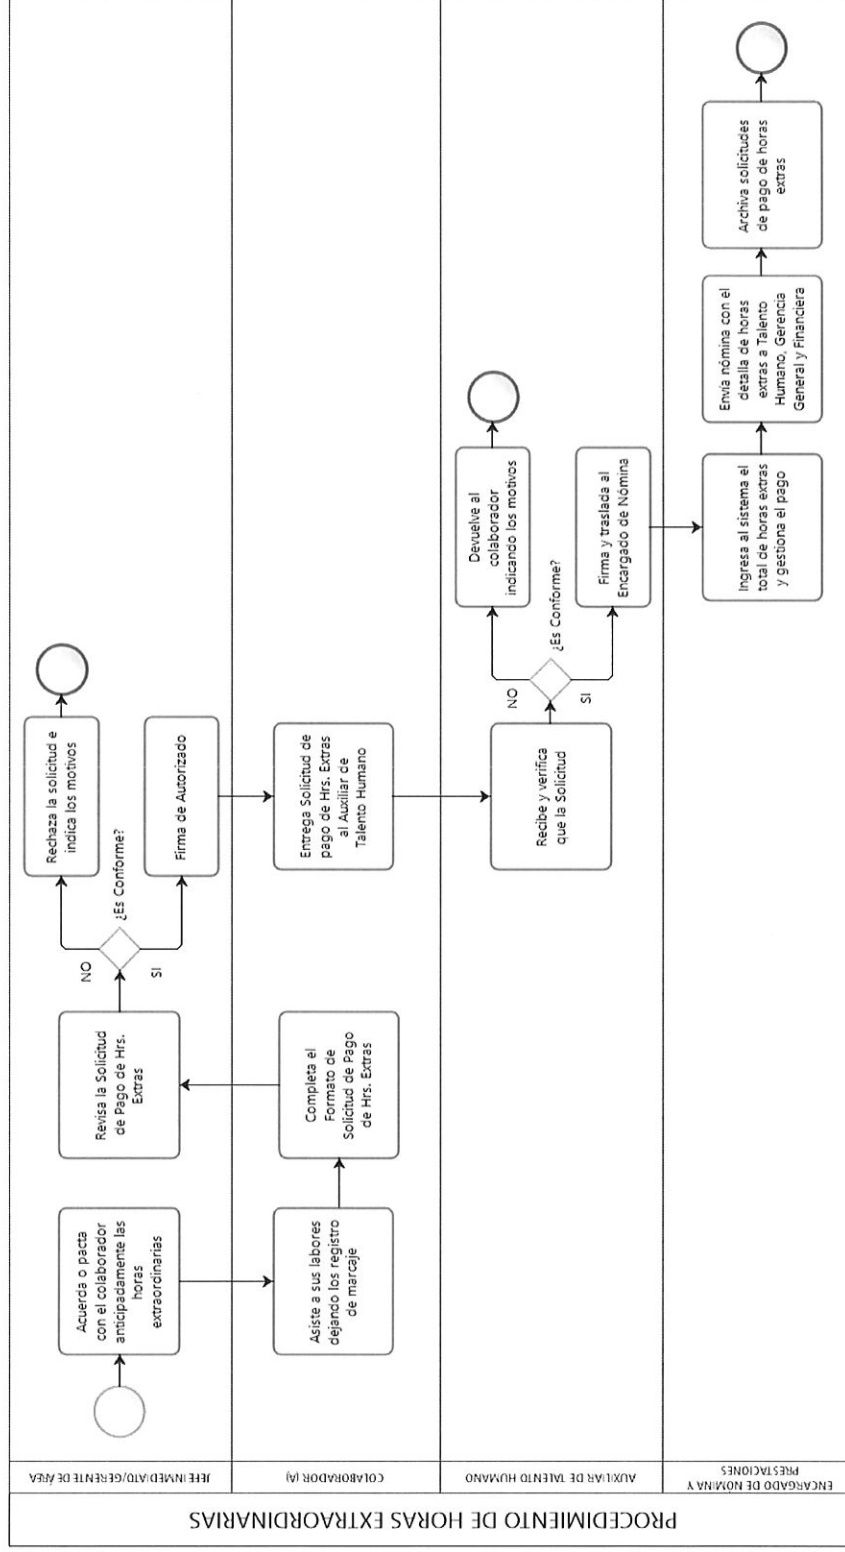 PROCEDIMIENTO DE HORAS EXTRAORDINARIAS
JEFE INMEDIATO/GERENTE DE ÁREA
Acuerda o pacta
con el colaborador
anticipadamente las
horas
extraordinarias
Revisa la Solicitud
de Pago de Hrs.
Extras
¿Es Conforme?
NO
SI
Rechaza la solicitud e
indica los motivos
Firma de Autorizado
COLABORADOR (A)
Asiste a sus labores
dejando los registro
de marcaje
Completa el
Formato de
Solicitud de Pago
de Hrs. Extras
Entrega Solicitud de
pago de Hrs. Extras
al Auxiliar de
Talento Humano
AUXILIAR DE TALENTO HUMANO
Recibe y verifica
que la Solicitud
¿Es Conforme?
NO
SI
Devuelve al
colaborador
indicando los motivos
Firma y traslada al
Encargado de Nómina
ENCARGADO DE NOMINA Y
PRESTACIONES
Ingresa al sistema el
total de horas extras
y gestiona el pago
Envía nómina con el
detalla de horas
extras a Talento
Humano, Gerencia
General y Financiera
Archiva solicitudes
de pago de horas
extras